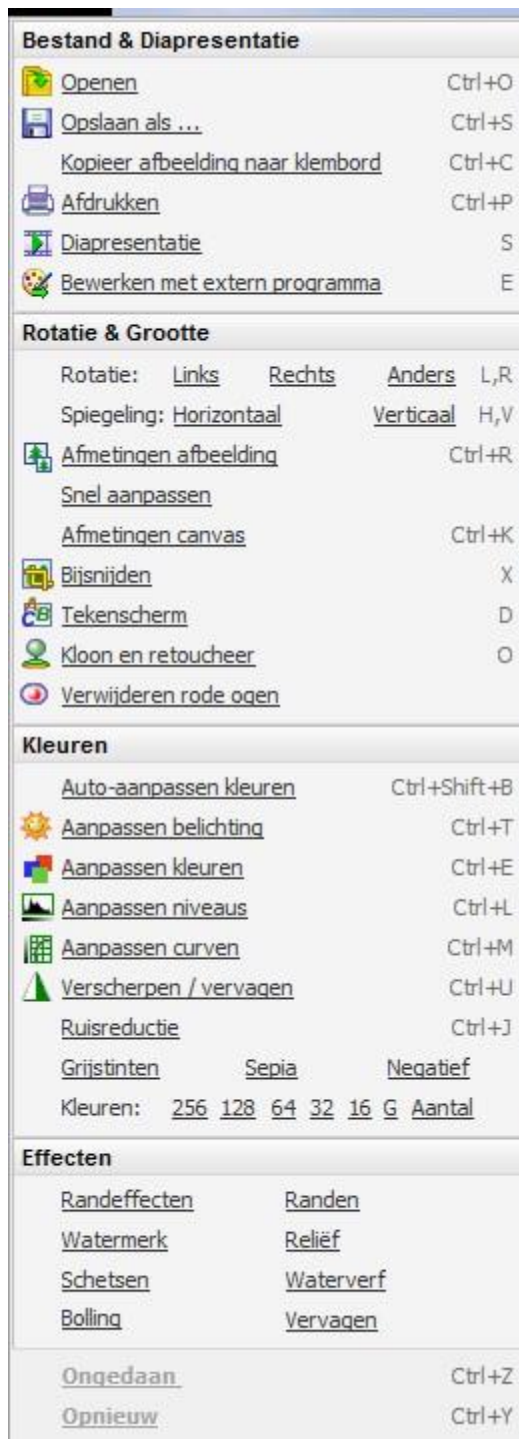 Bestand & Diapresentatie
Openen Ctrl+O
Opslaan als ... Ctrl+S
Kopieer afbeelding naar klembord Ctrl+C
Afdrukken Ctrl+P
Diapresentatie S
Bewerken met extern programma E
Rotatie & Grootte
Rotatie: Links Rechts Anders L,R
Spiegeling: Horizontaal Verticaal H,V
Afmetingen afbeelding Ctrl+R
Snel aanpassen
Afmetingen canvas Ctrl+K
Bijsnijden X
Tekenscherm D
Kloon en retoucheer O
Verwijderen rode ogen
Kleuren
Auto-aanpassen kleuren Ctrl+Shift+B
Aanpassen belichting Ctrl+T
Aanpassen kleuren Ctrl+E
Aanpassen niveaus Ctrl+L
Aanpassen curven Ctrl+M
Verscherpen / vervagen Ctrl+U
Ruisreductie Ctrl+J
Grijstinten Sepia Negatief
Kleuren: 256 128 64 32 16 G Aantal
Effecten
Randeffecten Randen
Watermerk Reliëf
Schetsen Waterverf
Bolling Vervagen
Ongedaan Ctrl+Z
Opnieuw Ctrl+Y